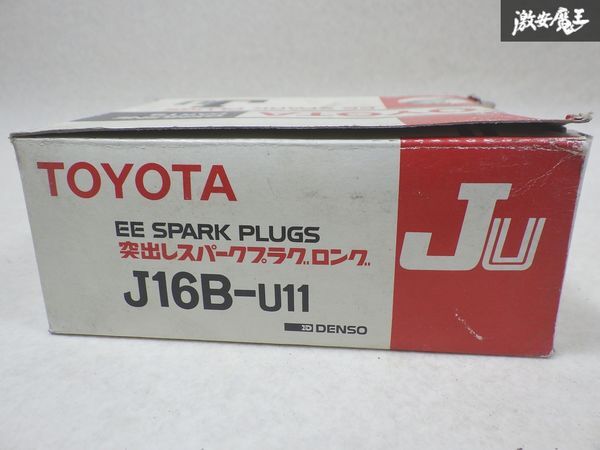 激安魔王
TOYOTA
EE SPARK PLUGS
突出しスパークプラグロング
J16B-U11
DENSO
JU